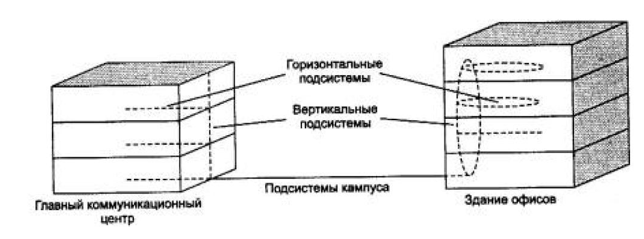 Горизонтальные
подсистемы
Вертикальные
подсистемы
Подсистемы кампуса
Главный коммуникационный
центр
Здание офисов